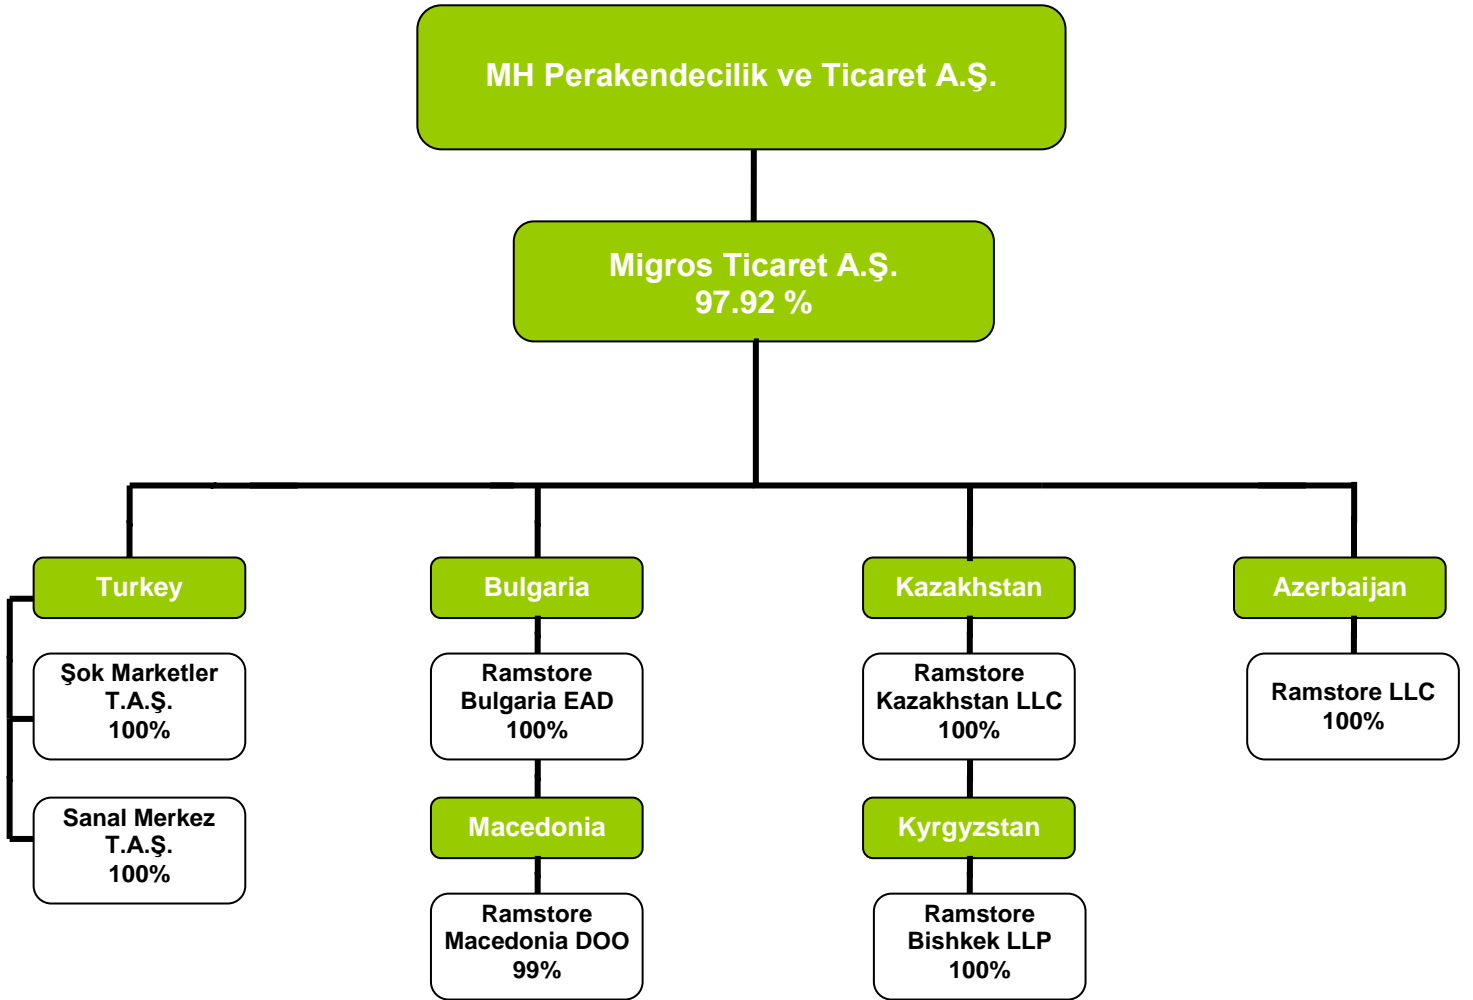 MH Perakendecilik ve Ticaret A.Ş.
Migros Ticaret A.Ş.
97.92 %
Turkey
Şok Marketler
T.A.Ş.
100%
Sanal Merkez
T.A.Ş.
100%
Bulgaria
Ramstore
Bulgaria EAD
100%
Macedonia
Ramstore
Macedonia DOO
99%
Kazakhstan
Ramstore
Kazakhstan LLC
100%
Kyrgyzstan
Ramstore
Bishkek LLP
100%
Azerbaijan
Ramstore LLC
100%